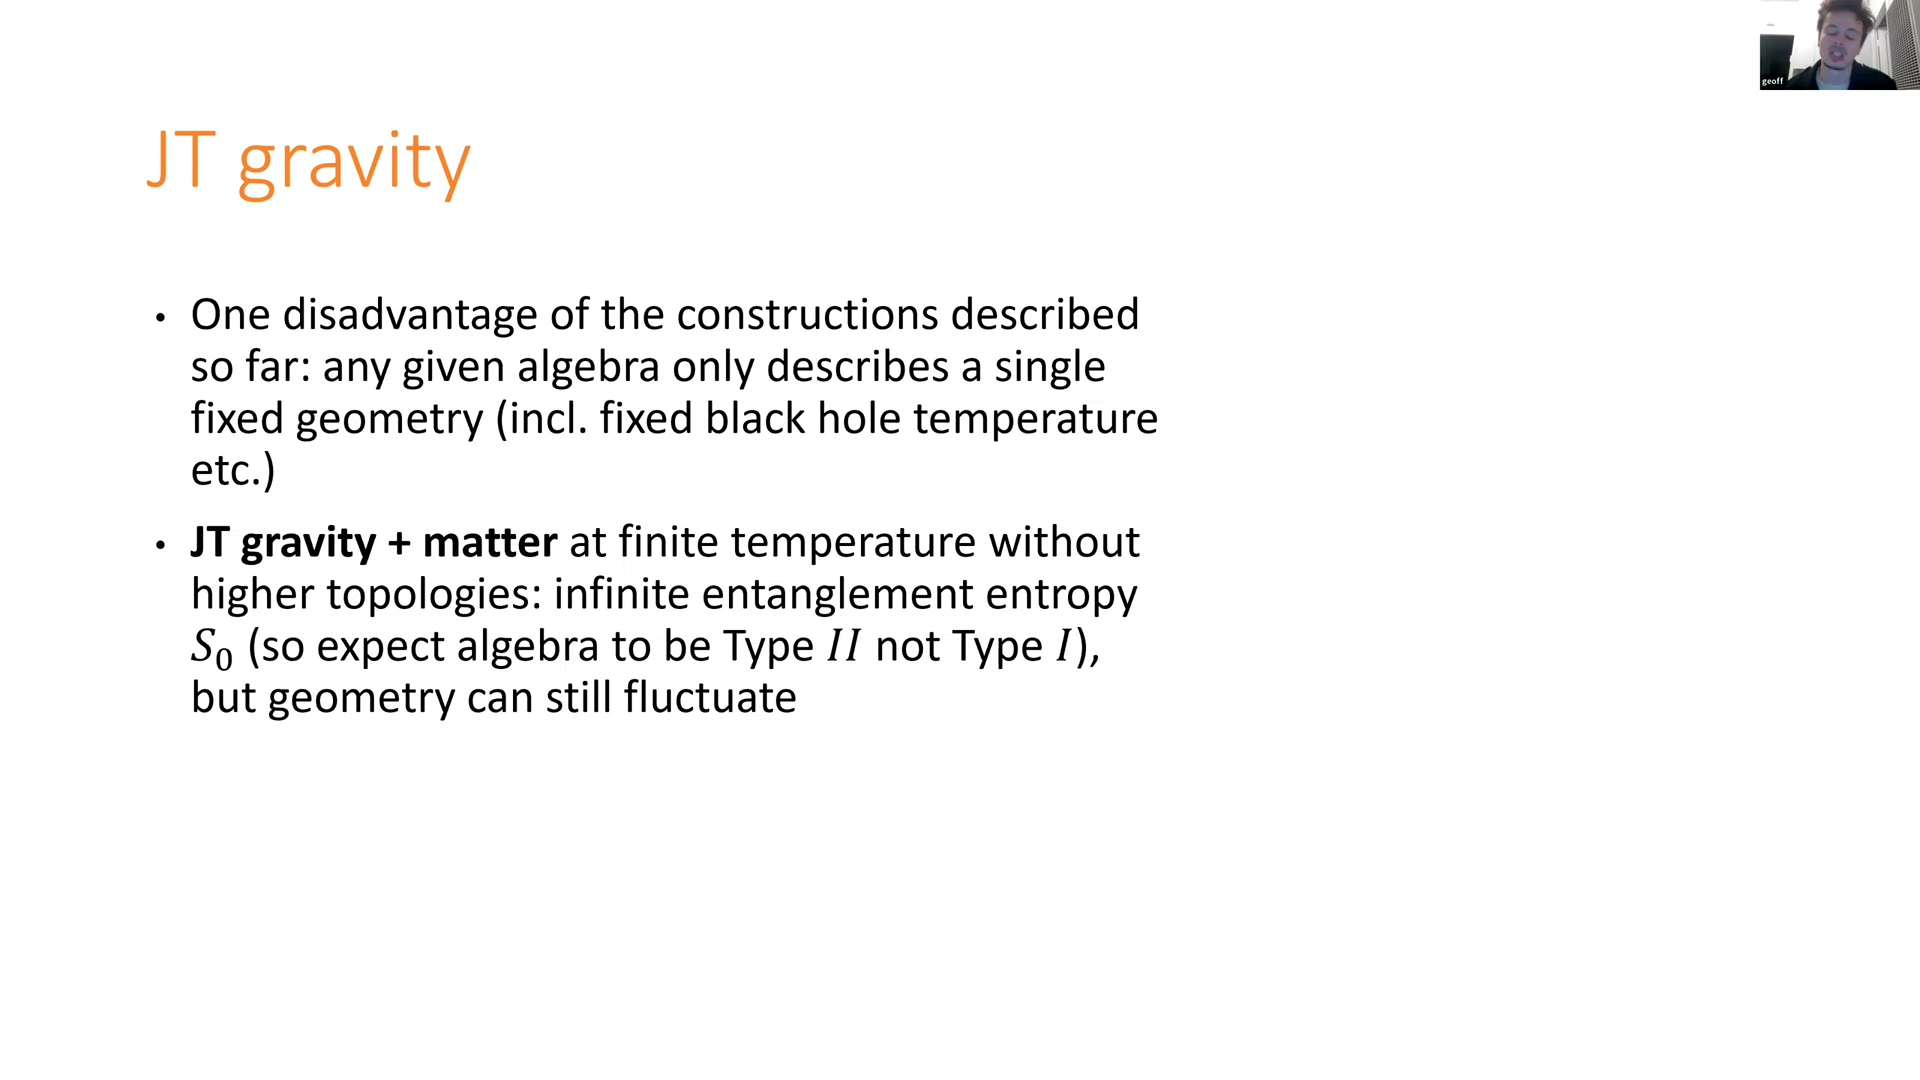 geoff
JT gravity
• One disadvantage of the constructions described
so far: any given algebra only describes a single
fixed geometry (incl. fixed black hole temperature
etc.)
• JT gravity + matter at finite temperature without
higher topologies: infinite entanglement entropy
S₀ (so expect algebra to be Type II not Type I),
but geometry can still fluctuate